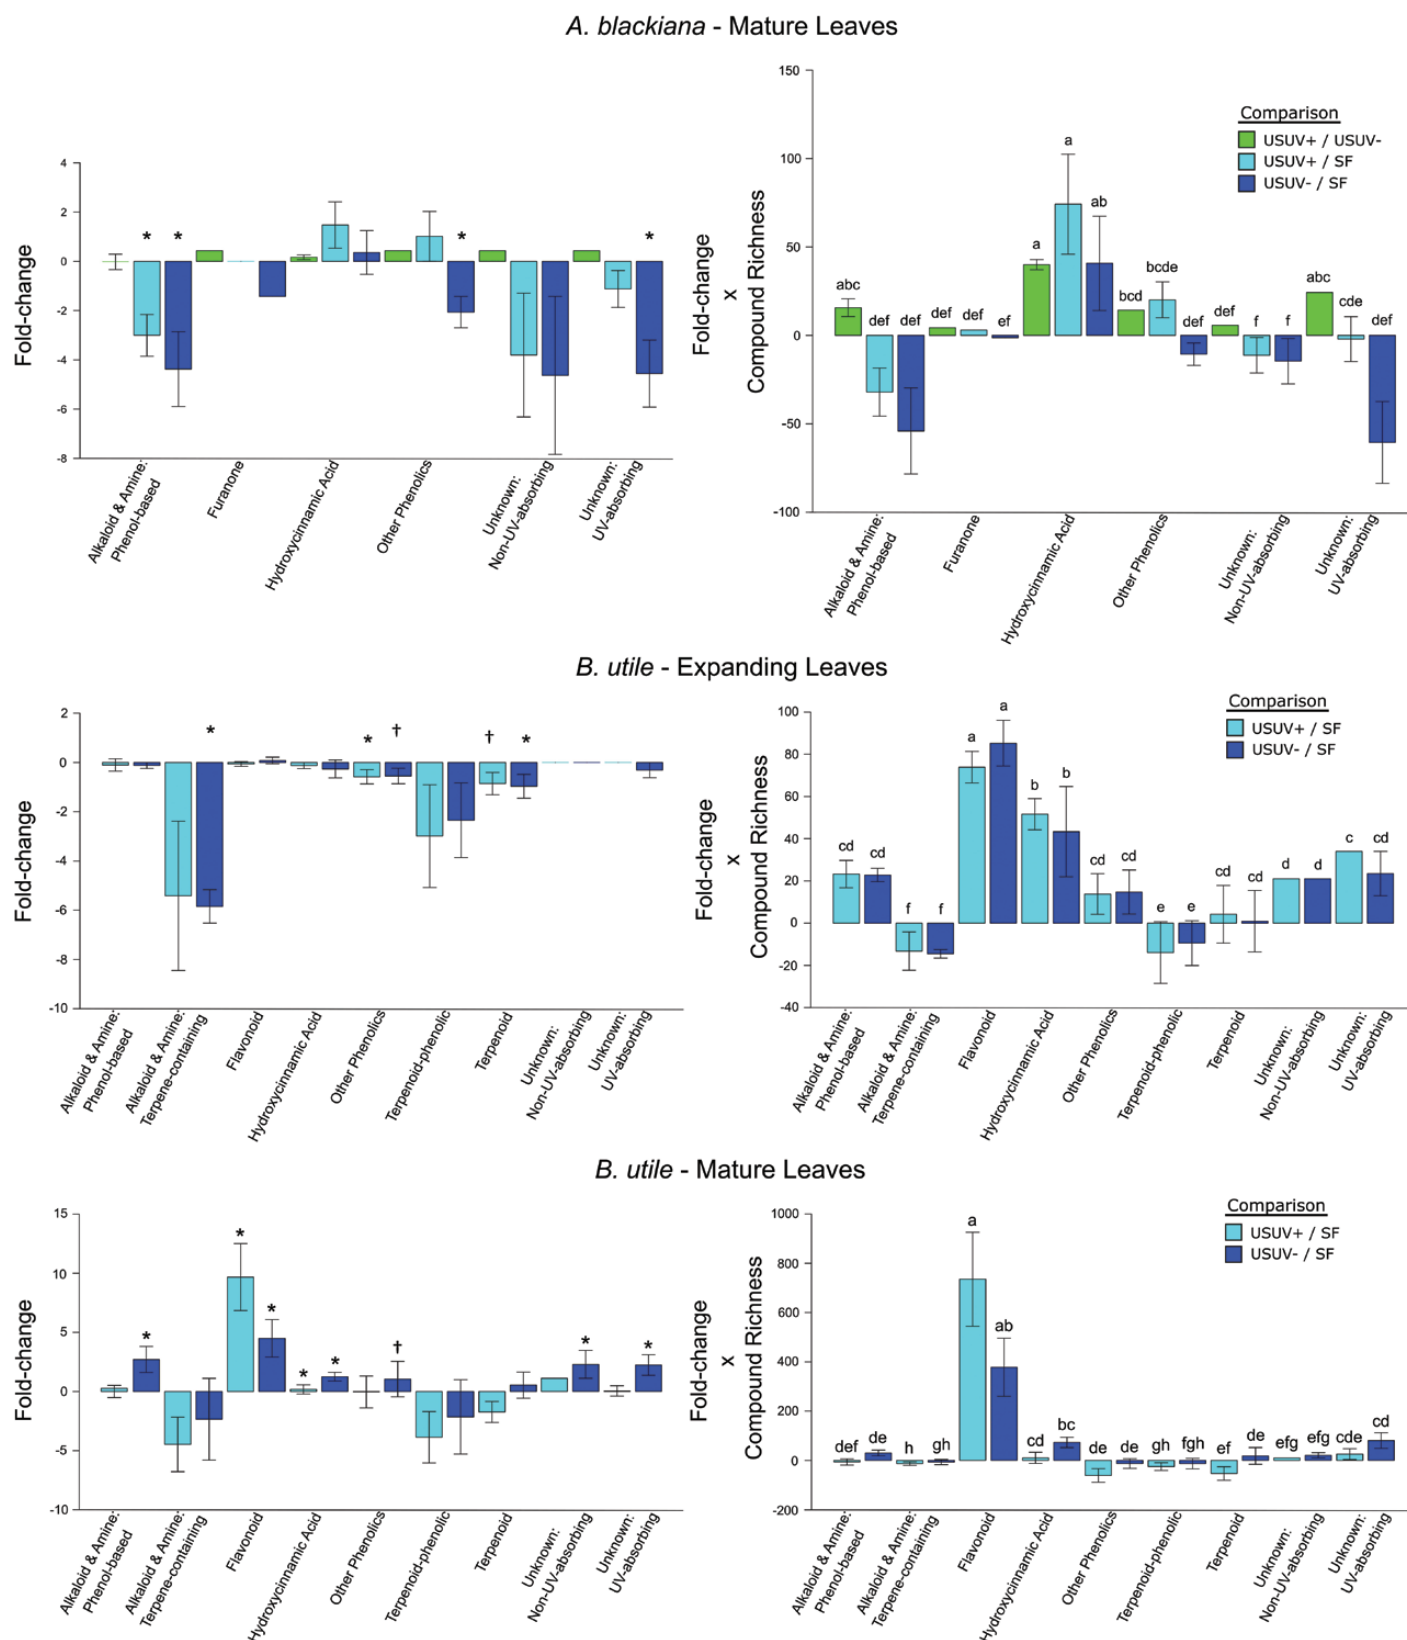 A. blackiana - Mature Leaves
4
2
0
-2
-4
-6
-8
Fold-change
* * * *
Alkaloid & Amine:
Phenol-based
Furanone
Hydroxycinnamic Acid
Other Phenolics
Unknown:
Non-UV-absorbing
Unknown:
UV-absorbing
150
100
50
0
-50
-100
Fold-change
x
Compound Richness
Comparison
USUV+ / USUV-
USUV+ / SF
USUV- / SF
abc def def def def ef a a ab bcd bcde def def f f abc cde def
Alkaloid & Amine:
Phenol-based
Furanone
Hydroxycinnamic Acid
Other Phenolics
Unknown:
Non-UV-absorbing
Unknown:
UV-absorbing
B. utile - Expanding Leaves
2
0
-2
-4
-6
-8
-10
Fold-change
* * † † *
Alkaloid & Amine:
Phenol-based
Alkaloid & Amine:
Terpene-containing
Flavonoid
Hydroxycinnamic Acid
Other Phenolics
Terpenoid-phenolic
Terpenoid
Unknown:
Non-UV-absorbing
Unknown:
UV-absorbing
100
80
60
40
20
0
-20
-40
Fold-change
x
Compound Richness
Comparison
USUV+ / SF
USUV- / SF
cd cd f f a a b b cd cd e e cd cd d d c cd
Alkaloid & Amine:
Phenol-based
Alkaloid & Amine:
Terpene-containing
Flavonoid
Hydroxycinnamic Acid
Other Phenolics
Terpenoid-phenolic
Terpenoid
Unknown:
Non-UV-absorbing
Unknown:
UV-absorbing
B. utile - Mature Leaves
15
10
5
0
-5
-10
Fold-change
* * * * * † * *
Alkaloid & Amine:
Phenol-based
Alkaloid & Amine:
Terpene-containing
Flavonoid
Hydroxycinnamic Acid
Other Phenolics
Terpenoid-phenolic
Terpenoid
Unknown:
Non-UV-absorbing
Unknown:
UV-absorbing
1000
800
600
400
200
0
-200
Fold-change
x
Compound Richness
Comparison
USUV+ / SF
USUV- / SF
def de h gh a ab cd bc de de gh fgh ef de efg efg cde cd
Alkaloid & Amine:
Phenol-based
Alkaloid & Amine:
Terpene-containing
Flavonoid
Hydroxycinnamic Acid
Other Phenolics
Terpenoid-phenolic
Terpenoid
Unknown:
Non-UV-absorbing
Unknown:
UV-absorbing